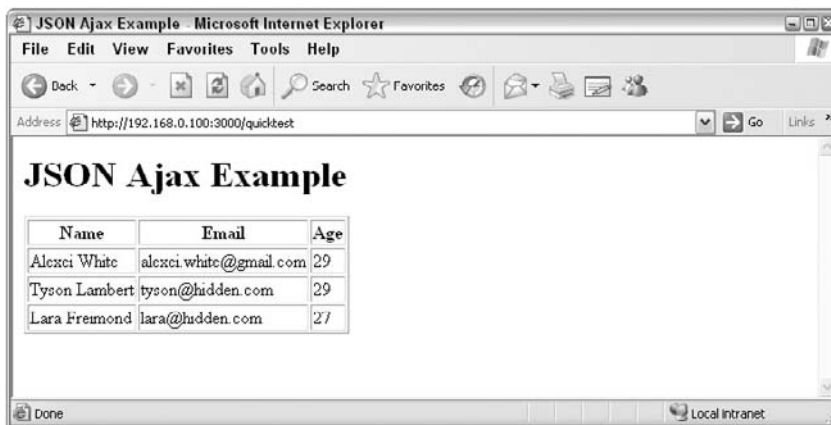 JSON Ajax Example - Microsoft Internet Explorer
File Edit View Favorites Tools Help
Back Search Favorites
Address http://192.168.0.100:3000/quicktest Go Links »
JSON Ajax Example
Name Email Age
Alexei White alexei.white@gmail.com 29
Tyson Lambert tyson@hidden.com 29
Lara Freimond lara@hidden.com 27
Done Local intranet